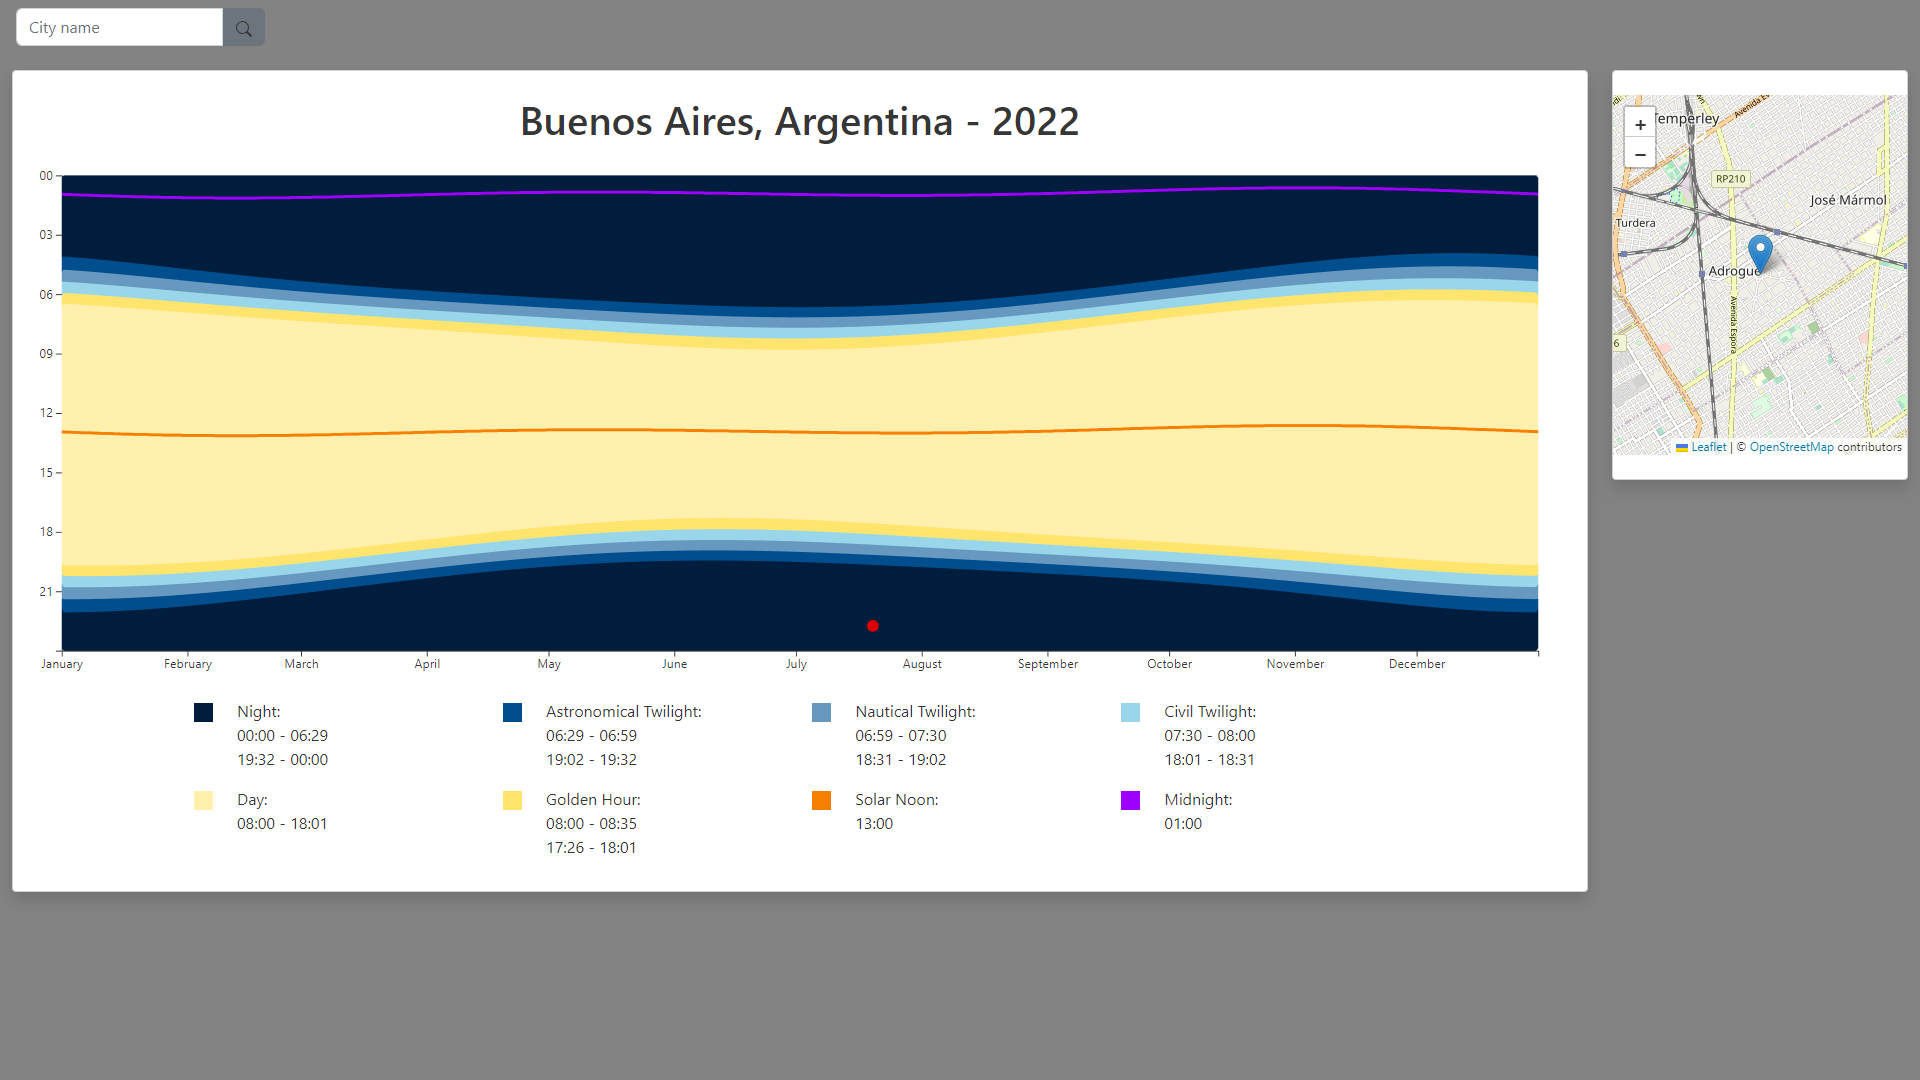 City name
Buenos Aires, Argentina - 2022
00
03
06
09
12
15
18
21
January February March April May June July August September October November December
Night:
00:00 - 06:29
19:32 - 00:00
Astronomical Twilight:
06:29 - 06:59
19:02 - 19:32
Nautical Twilight:
06:59 - 07:30
18:31 - 19:02
Civil Twilight:
07:30 - 08:00
18:01 - 18:31
Day:
08:00 - 18:01
Golden Hour:
08:00 - 08:35
17:26 - 18:01
Solar Noon:
13:00
Midnight:
01:00
+
−
Temperley
Avenida
RP210
José Mármol
Turdera
Adrogué
Avenida Espora
6
Leaflet | © OpenStreetMap contributors